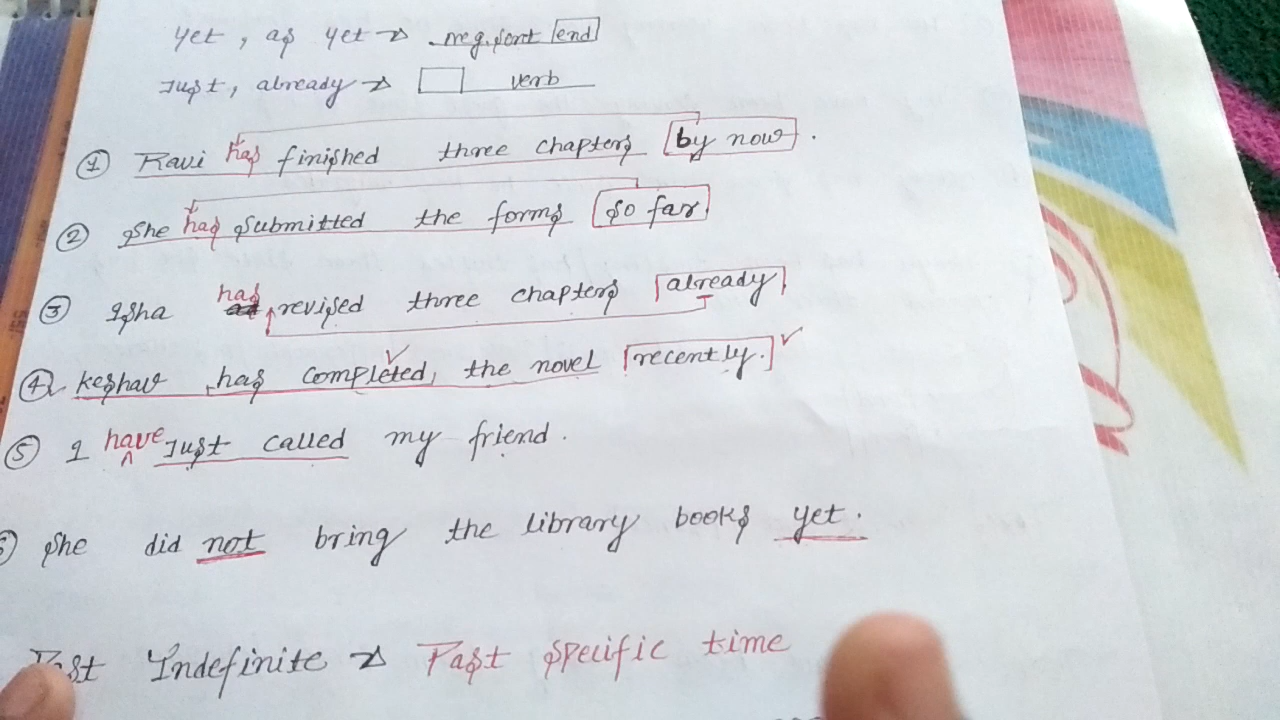 yet, as yet → neg. sent end
Just, already → verb
① Ravi has finished three chapters by now.
② She has submitted the forms so far
③ Isha has revised three chapters already
④ Keshav has completed the novel recently.
⑤ I have Just called my friend.
She did not bring the library books yet.
Past Indefinite → Past specific time